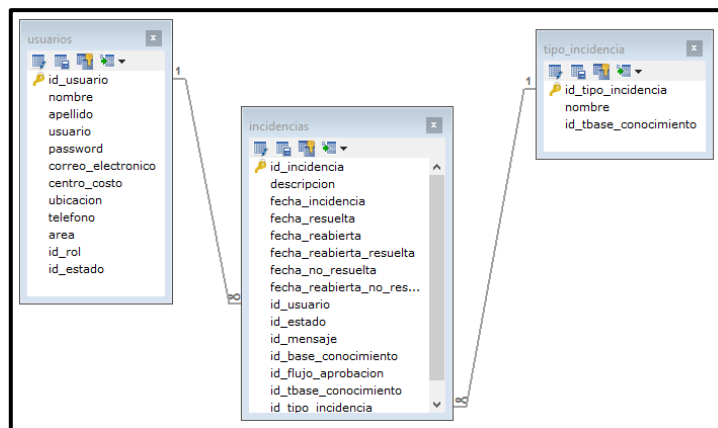 usuarios
id_usuario
nombre
apellido
usuario
password
correo_electronico
centro_costo
ubicacion
telefono
area
id_rol
id_estado
1
∞
incidencias
id_incidencia
descripcion
fecha_incidencia
fecha_resuelta
fecha_reabierta
fecha_reabierta_resuelta
fecha_no_resuelta
fecha_reabierta_no_res...
id_usuario
id_estado
id_mensaje
id_base_conocimiento
id_flujo_aprobacion
id_tbase_conocimiento
id_tipo_incidencia
∞
1
tipo_incidencia
id_tipo_incidencia
nombre
id_tbase_conocimiento